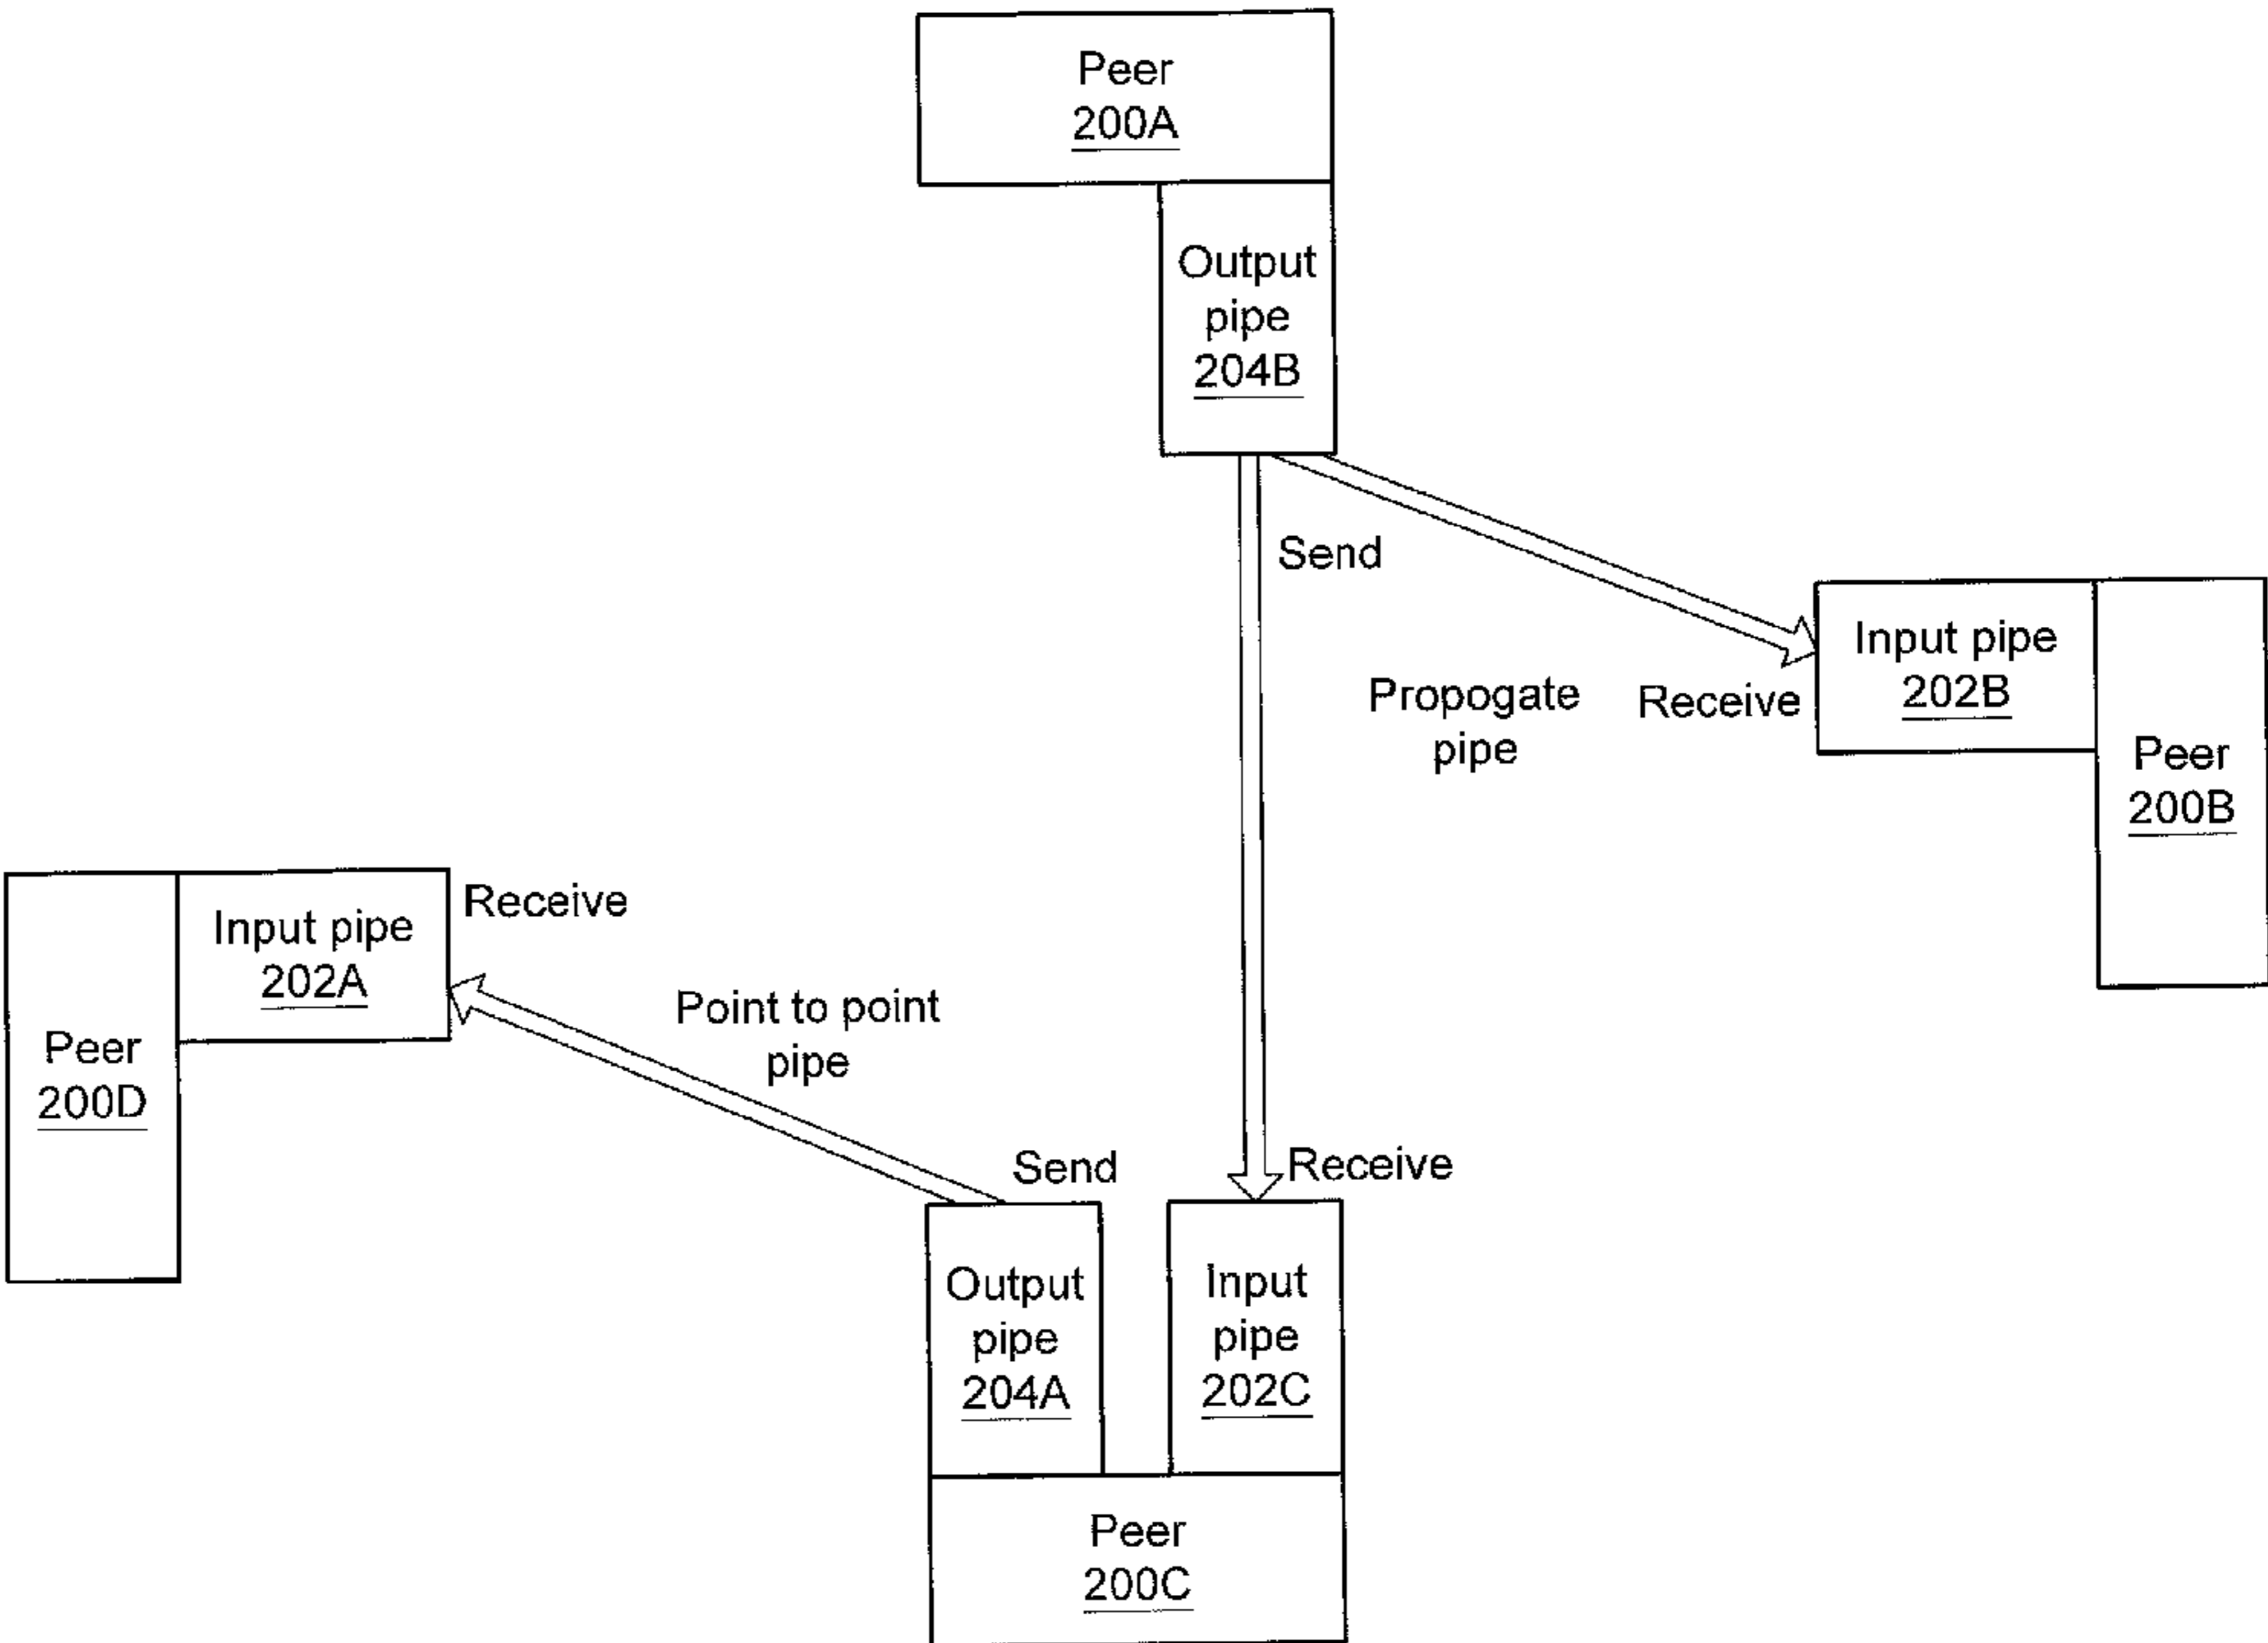 Peer
200A
Output
pipe
204B
Send
Propogate
pipe
Receive
Input pipe
202B
Peer
200B
Receive
Input pipe
202A
Peer
200D
Point to point
pipe
Send
Receive
Output
pipe
204A
Input
pipe
202C
Peer
200C